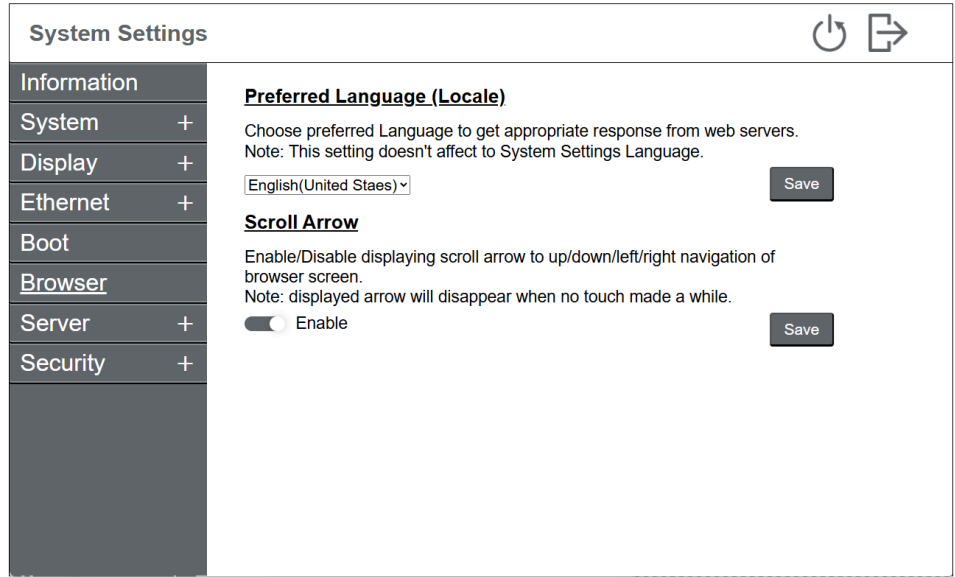 System Settings
Information
System +
Display +
Ethernet +
Boot
Browser
Server +
Security +
Preferred Language (Locale)
Choose preferred Language to get appropriate response from web servers.
Note: This setting doesn't affect to System Settings Language.
English(United Staes)
Save
Scroll Arrow
Enable/Disable displaying scroll arrow to up/down/left/right navigation of
browser screen.
Note: displayed arrow will disappear when no touch made a while.
Enable
Save